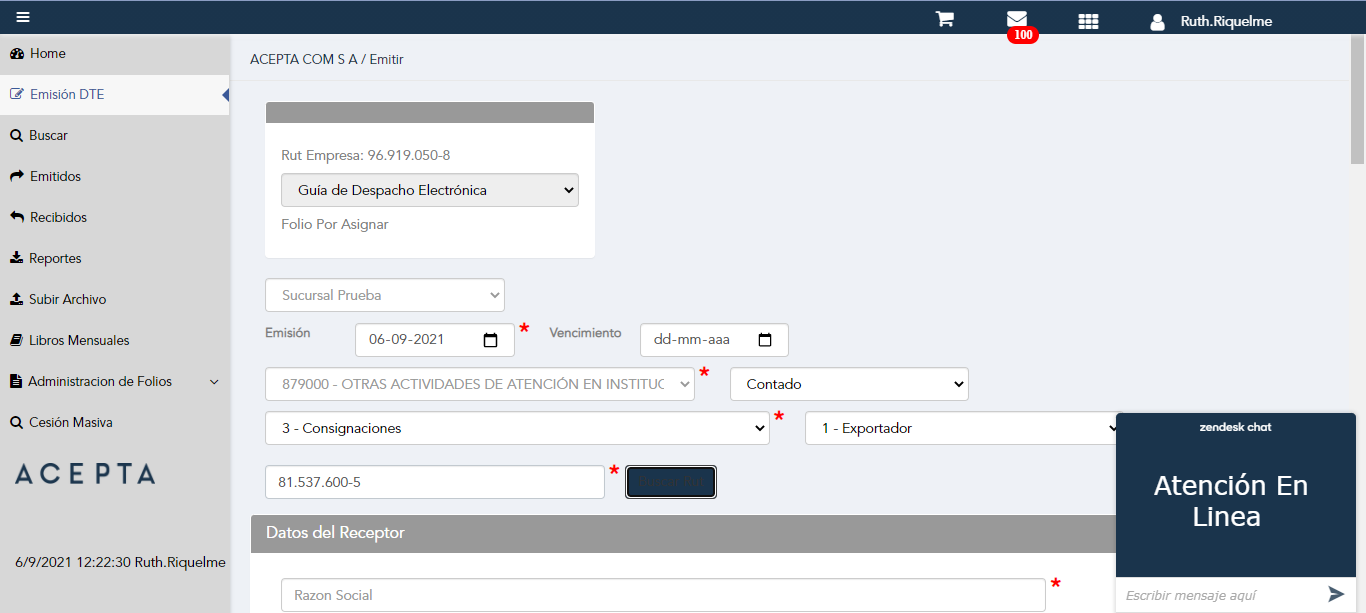 100
Ruth.Riquelme
Home
Emisión DTE
Buscar
Emitidos
Recibidos
Reportes
Subir Archivo
Libros Mensuales
Administracion de Folios
Cesión Masiva
ACEPTA
6/9/2021 12:22:30 Ruth.Riquelme
ACEPTA COM S A / Emitir
Rut Empresa: 96.919.050-8
Guía de Despacho Electrónica
Folio Por Asignar
Sucursal Prueba
Emisión 06-09-2021 * Vencimiento dd-mm-aaa
879000 - OTRAS ACTIVIDADES DE ATENCIÓN EN INSTITUC * Contado
3 - Consignaciones * 1 - Exportador
81.537.600-5 *
Datos del Receptor
Razon Social *
zendesk chat
Atención En
Linea
Escribir mensaje aquí